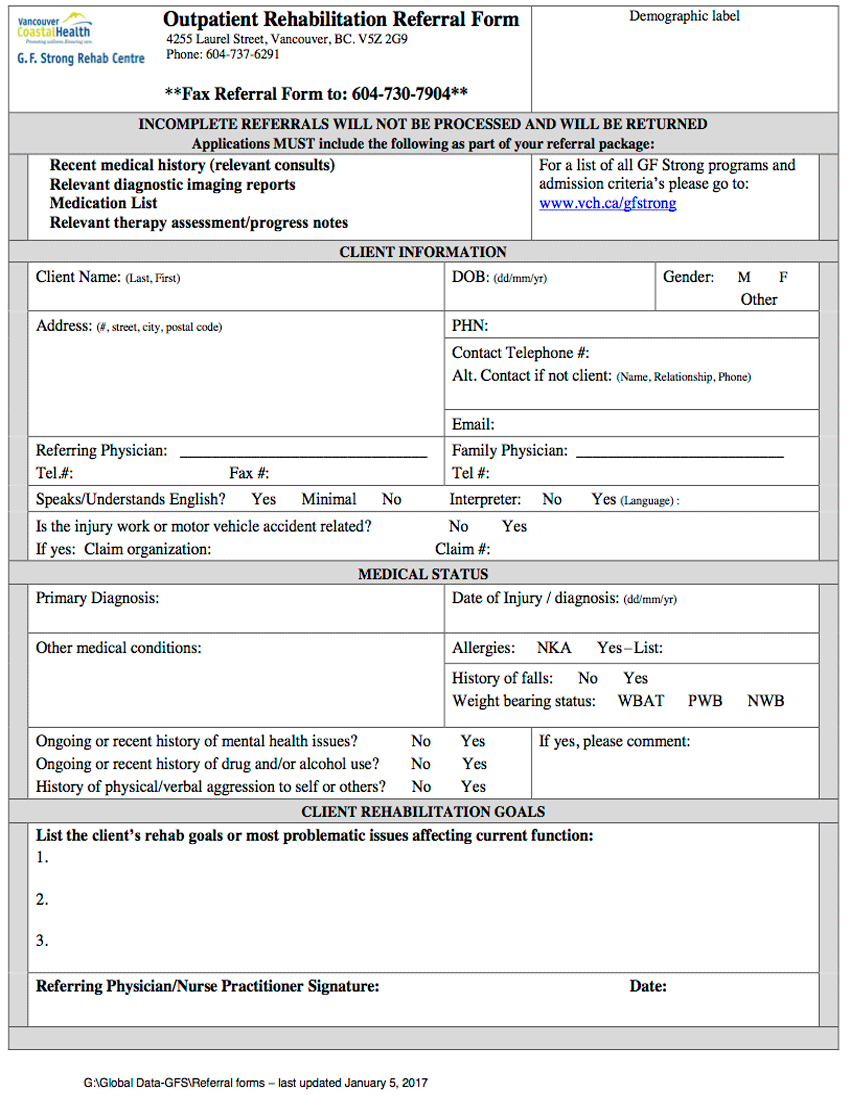 Vancouver
CoastalHealth
Promoting wellness. Ensuring care.
G. F. Strong Rehab Centre
Outpatient Rehabilitation Referral Form
4255 Laurel Street, Vancouver, BC. V5Z 2G9
Phone: 604-737-6291
**Fax Referral Form to: 604-730-7904**
Demographic label
INCOMPLETE REFERRALS WILL NOT BE PROCESSED AND WILL BE RETURNED
Applications MUST include the following as part of your referral package:
Recent medical history (relevant consults)
Relevant diagnostic imaging reports
Medication List
Relevant therapy assessment/progress notes
For a list of all GF Strong programs and
admission criteria's please go to:
www.vch.ca/gfstrong
CLIENT INFORMATION
Client Name: (Last, First)
DOB: (dd/mm/yr)
Gender: M F
Other
Address: (#, street, city, postal code)
PHN:
Contact Telephone #:
Alt. Contact if not client: (Name, Relationship, Phone)
Email:
Referring Physician: ______________________________
Tel.#: Fax #:
Family Physician: __________________________
Tel #:
Speaks/Understands English? Yes Minimal No Interpreter: No Yes (Language) :
Is the injury work or motor vehicle accident related? No Yes
If yes: Claim organization: Claim #:
MEDICAL STATUS
Primary Diagnosis:
Date of Injury / diagnosis: (dd/mm/yr)
Other medical conditions:
Allergies: NKA Yes–List:
History of falls: No Yes
Weight bearing status: WBAT PWB NWB
Ongoing or recent history of mental health issues? No Yes
Ongoing or recent history of drug and/or alcohol use? No Yes
History of physical/verbal aggression to self or others? No Yes
If yes, please comment:
CLIENT REHABILITATION GOALS
List the client's rehab goals or most problematic issues affecting current function:
1.
2.
3.
Referring Physician/Nurse Practitioner Signature: Date:
G:\Global Data-GFS\Referral forms – last updated January 5, 2017